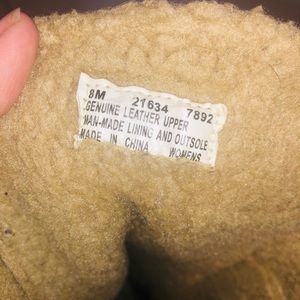 8M 21634 7892
GENUINE LEATHER UPPER
MAN-MADE LINING AND OUTSOLE
MADE IN CHINA WOMENS